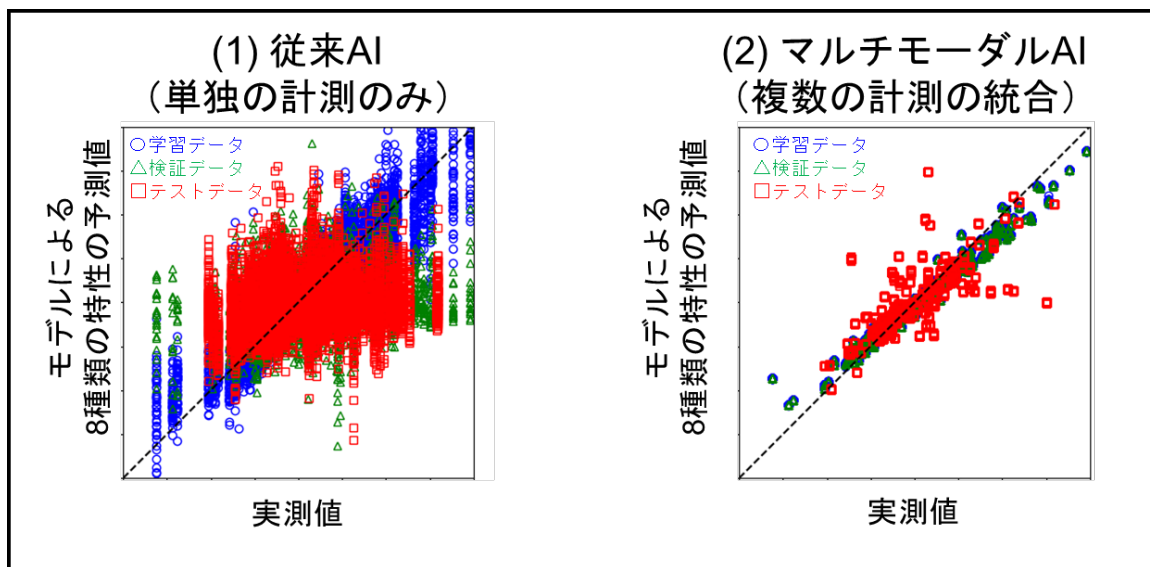 (1) 従来AI
（単独の計測のみ）
○学習データ
△検証データ
□テストデータ
モデルによる
8種類の特性の予測値
実測値
(2) マルチモーダルAI
（複数の計測の統合）
○学習データ
△検証データ
□テストデータ
モデルによる
8種類の特性の予測値
実測値